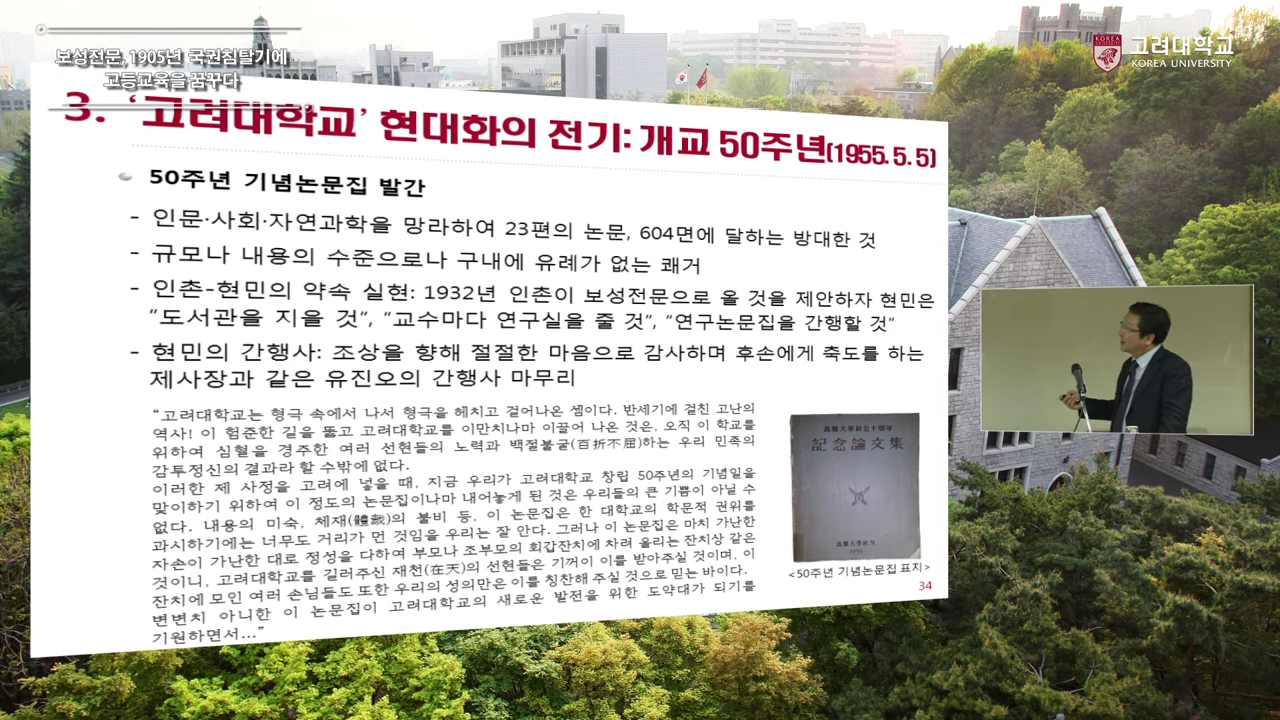 보성전문, 1905년 국권침탈기에
고등교육을 꿈꾸다
고려대학교
KOREA UNIVERSITY
3. ‘고려대학교’ 현대화의 전기: 개교 50주년(1955. 5. 5)
50주년 기념논문집 발간
- 인문·사회·자연과학을 망라하여 23편의 논문, 604면에 달하는 방대한 것
- 규모나 내용의 수준으로나 구내에 유례가 없는 쾌거
- 인촌-현민의 약속 실현: 1932년 인촌이 보성전문으로 올 것을 제안하자 현민은
“도서관을 지을 것”, “교수마다 연구실을 줄 것”, “연구논문집을 간행할 것”
- 현민의 간행사: 조상을 향해 절절한 마음으로 감사하며 후손에게 축도를 하는
제사장과 같은 유진오의 간행사 마무리
“고려대학교는 형극 속에서 나서 형극을 헤치고 걸어나온 셈이다. 반세기에 걸친 고난의
역사! 이 험준한 길을 뚫고 고려대학교를 이만치나마 이끌어 나온 것은, 오직 이 학교를
위하여 심혈을 경주한 여러 선현들의 노력과 백절불굴(百折不屈)하는 우리 민족의
감투정신의 결과라 할 수밖에 없다.
이러한 제 사정을 고려에 넣을 때, 지금 우리가 고려대학교 창립 50주년의 기념일을
맞이하기 위하여 이 정도의 논문집이나마 내어놓게 된 것은 우리들의 큰 기쁨이 아닐 수
없다. 내용의 미숙, 체재(體裁)의 불비 등, 이 논문집은 한 대학교의 학문적 권위를
과시하기에는 너무도 거리가 먼 것임을 우리는 잘 안다. 그러나 이 논문집은 마치 가난한
자손이 가난한 대로 정성을 다하여 부모나 조부모의 회갑잔치에 차려 올리는 잔치상 같은
것이니, 고려대학교를 길러주신 재천(在天)의 선현들은 기꺼이 이를 받아주실 것이며, 이
잔치에 모인 여러 손님들도 또한 우리의 성의만은 이를 칭찬해 주실 것으로 믿는 바이다.
변변치 아니한 이 논문집이 고려대학교의 새로운 발전을 위한 도약대가 되기를
기원하면서…”
高麗大學校五十周年
記念論文集
高麗大學校刊
1955
<50주년 기념논문집 표지>
34